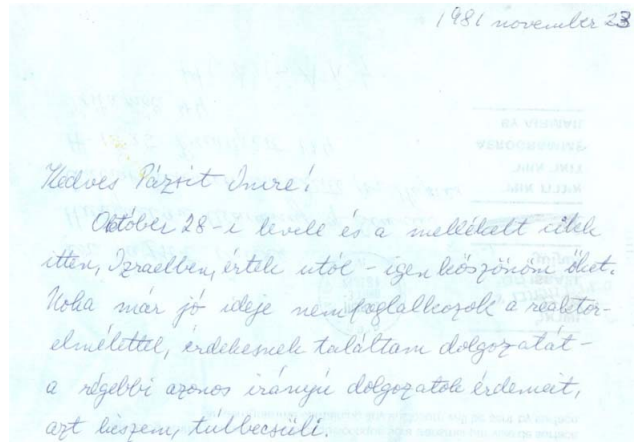 1981 november 23
Kedves Pázsit Imre!
Október 28-i levele és a mellékelt cikek
itten, Izraelben, értek utól - igen köszönöm őket.
Noha már jó ideje nem foglalkozok a reaktor-
elmélettel, érdekesnek találtam dolgozatát -
a régebbi azonos irányú dolgozatok érdemeit,
azt hiszem, túlbecsüli.